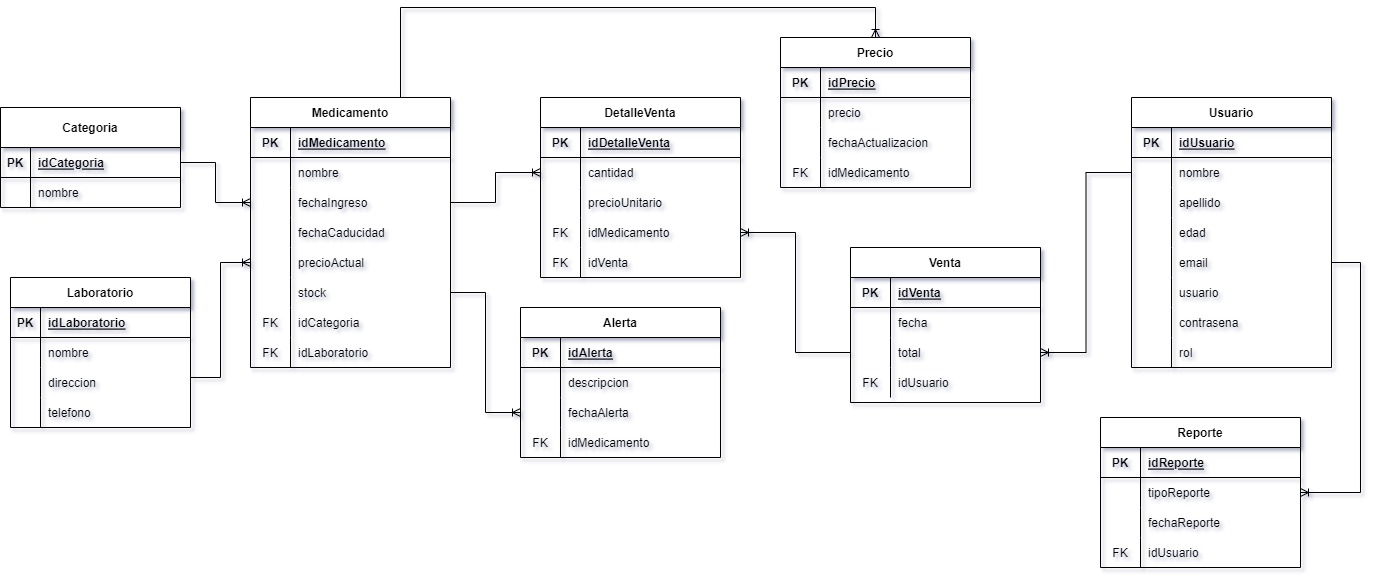 Categoria
PK idCategoria
nombre
Laboratorio
PK idLaboratorio
nombre
direccion
telefono
Medicamento
PK idMedicamento
nombre
fechaIngreso
fechaCaducidad
precioActual
stock
FK idCategoria
FK idLaboratorio
DetalleVenta
PK idDetalleVenta
cantidad
precioUnitario
FK idMedicamento
FK idVenta
Alerta
PK idAlerta
descripcion
fechaAlerta
FK idMedicamento
Precio
PK idPrecio
precio
fechaActualizacion
FK idMedicamento
Venta
PK idVenta
fecha
total
FK idUsuario
Usuario
PK idUsuario
nombre
apellido
edad
email
usuario
contrasena
rol
Reporte
PK idReporte
tipoReporte
fechaReporte
FK idUsuario